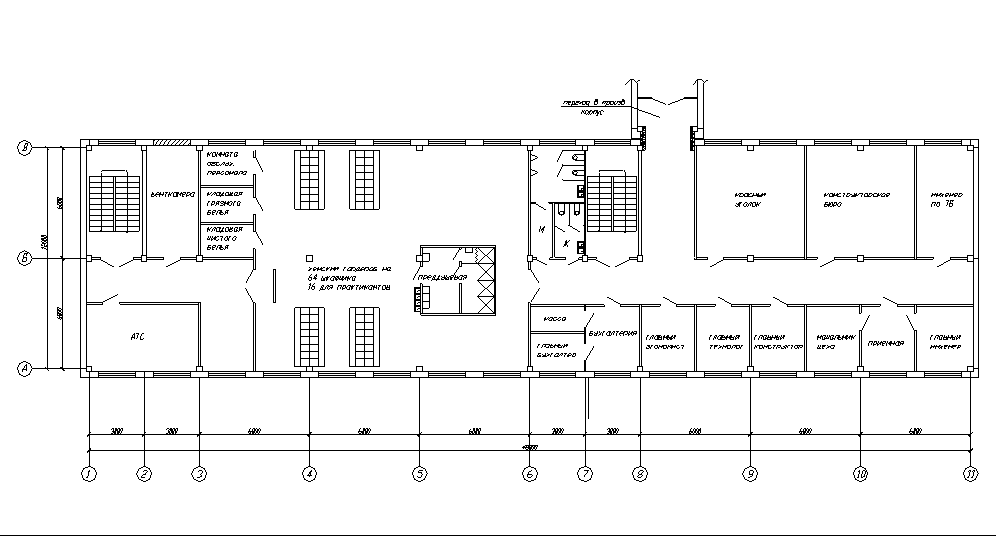 переход в произв
корпус
В
комната
обслуж.
персонала
венткамера
кладовая
грязного
белья
кладовая
чистого
белья
М
Ж
красный
уголок
конструкторское
бюро
инженер
по ТБ
6000
12000
Б
женский гардероб на
64 шкафчика
16 для практикантов
преддушевая
6000
АТС
касса
бухгалтерия
главный
бухгалтер
главный
экономист
главный
технолог
главный
конструктор
начальник
цеха
приемная
главный
инженер
А
3000
3000
6000
6000
6000
3000
3000
6000
6000
6000
48000
1
2
3
4
5
6
7
8
9
10
11